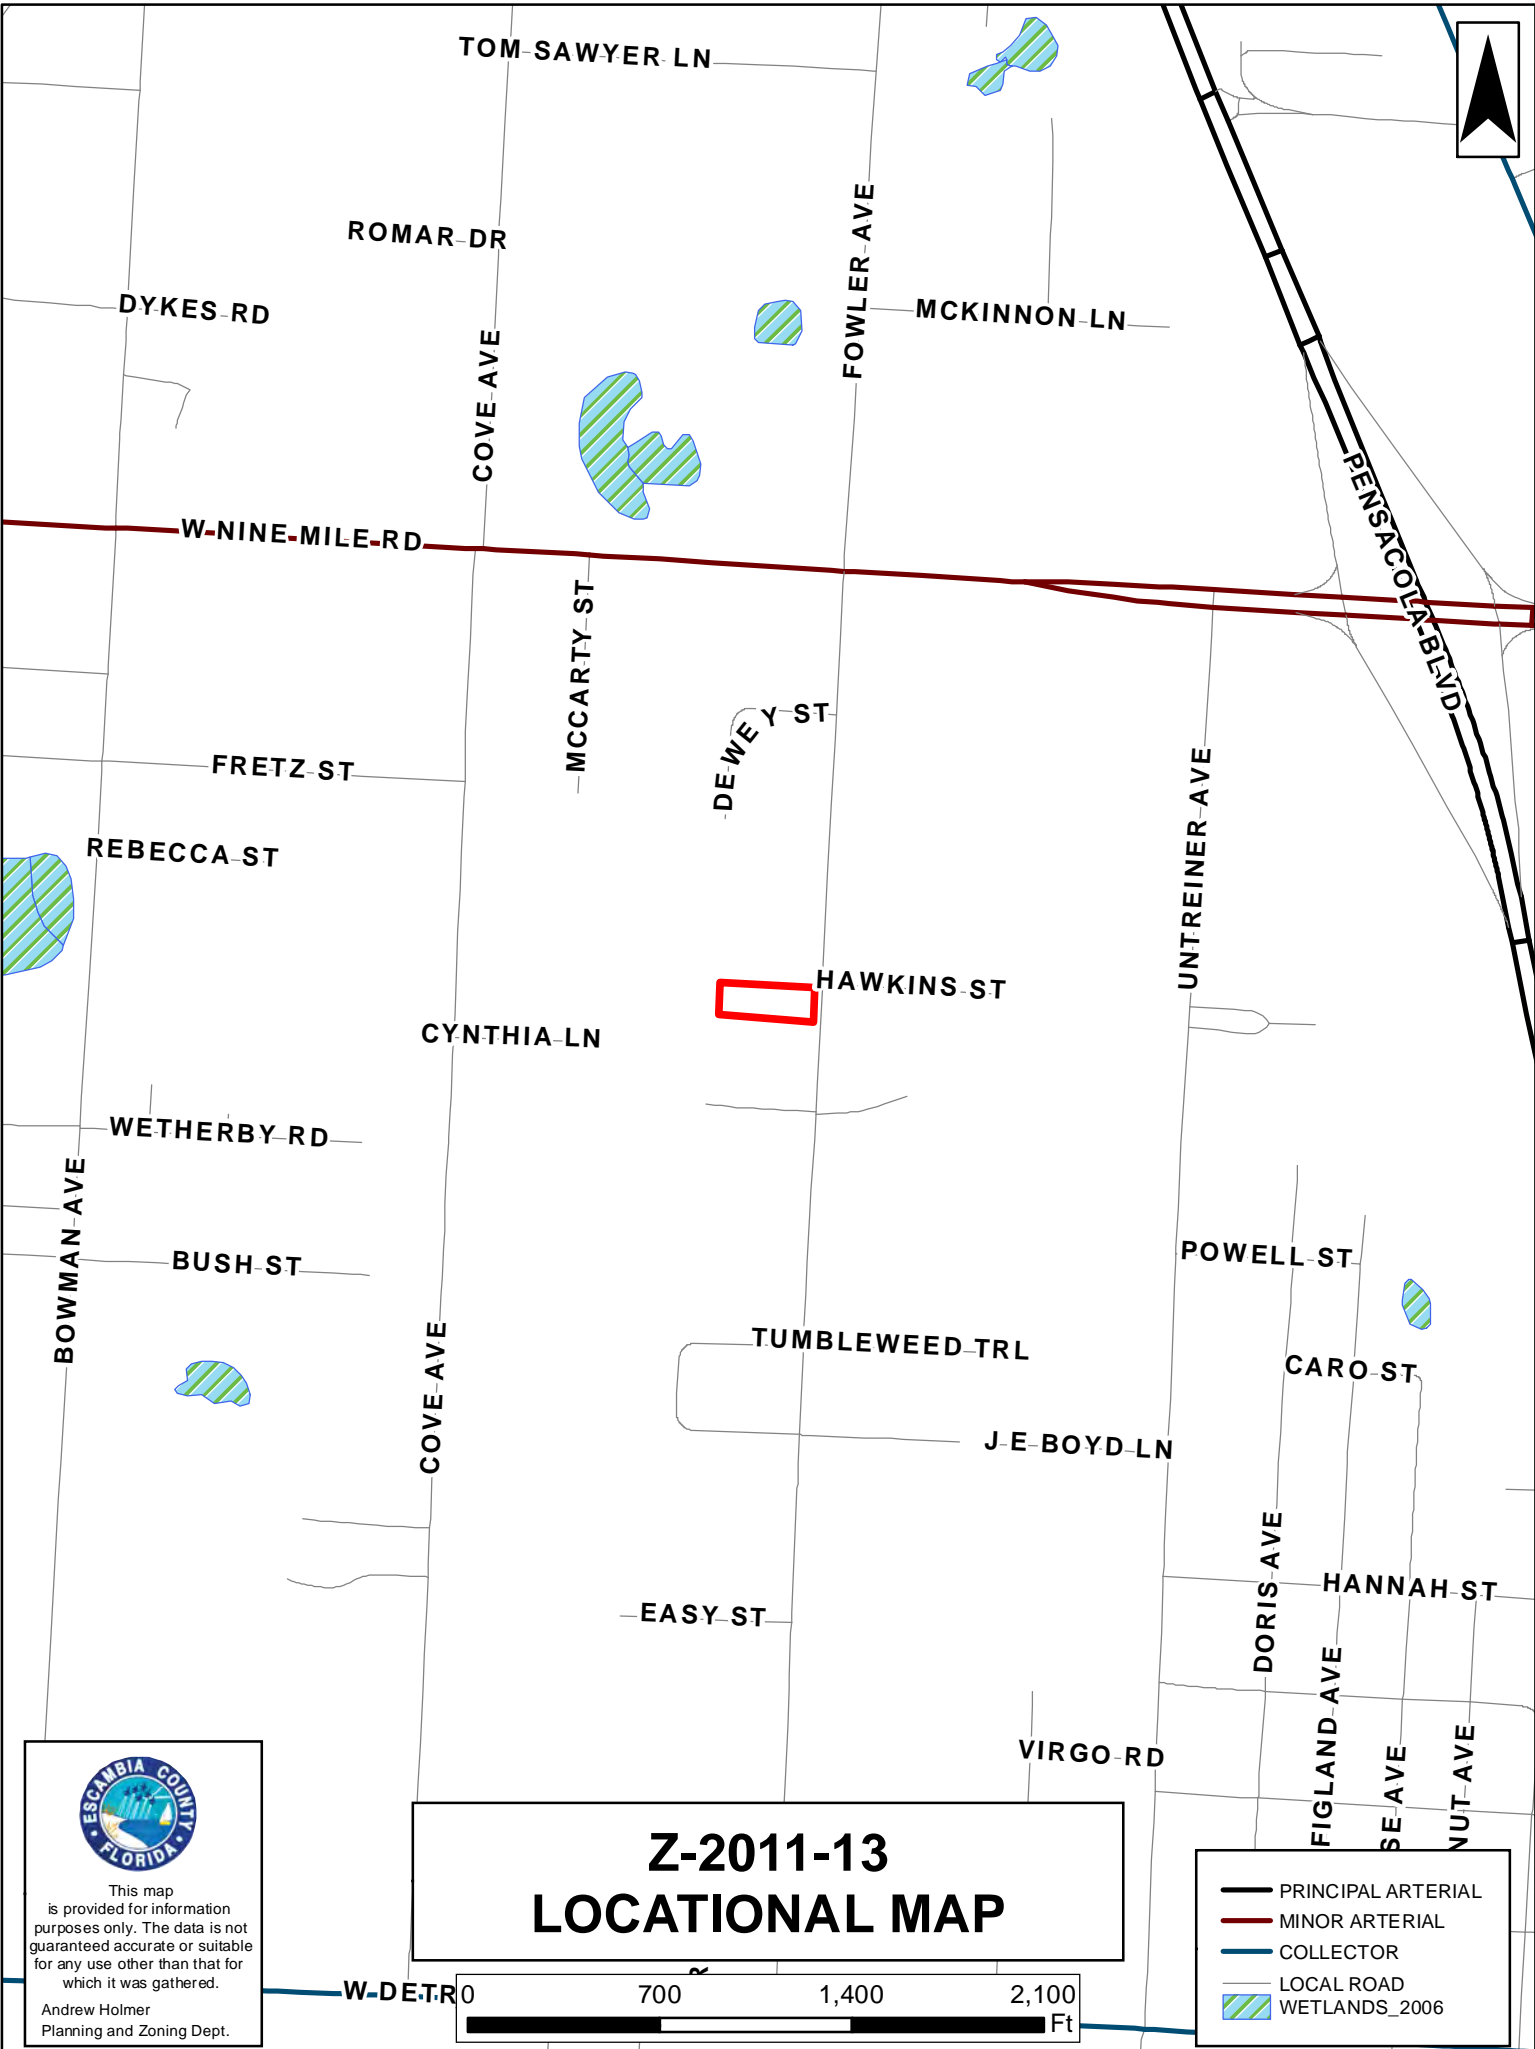 TOM SAWYER LN
ROMAR DR
DYKES RD
COVE AVE
FOWLER AVE
MCKINNON LN
W NINE MILE RD
PENSACOLA BLVD
MCCARTY ST
DEWEY ST
FRETZ ST
REBECCA ST
UNTREINER AVE
HAWKINS ST
CYNTHIA LN
WETHERBY RD
BOWMAN AVE
BUSH ST
POWELL ST
TUMBLEWEED TRL
CARO ST
COVE AVE
J E BOYD LN
DORIS AVE
HANNAH ST
EASY ST
FIGLAND AVE
VIRGO RD
SE AVE
NUT AVE
ESCAMBIA COUNTY
FLORIDA
This map
is provided for information
purposes only. The data is not
guaranteed accurate or suitable
for any use other than that for
which it was gathered.
Andrew Holmer
Planning and Zoning Dept.
Z-2011-13
LOCATIONAL MAP
PRINCIPAL ARTERIAL
MINOR ARTERIAL
COLLECTOR
LOCAL ROAD
WETLANDS_2006
W DETR
0 700 1,400 2,100
Ft